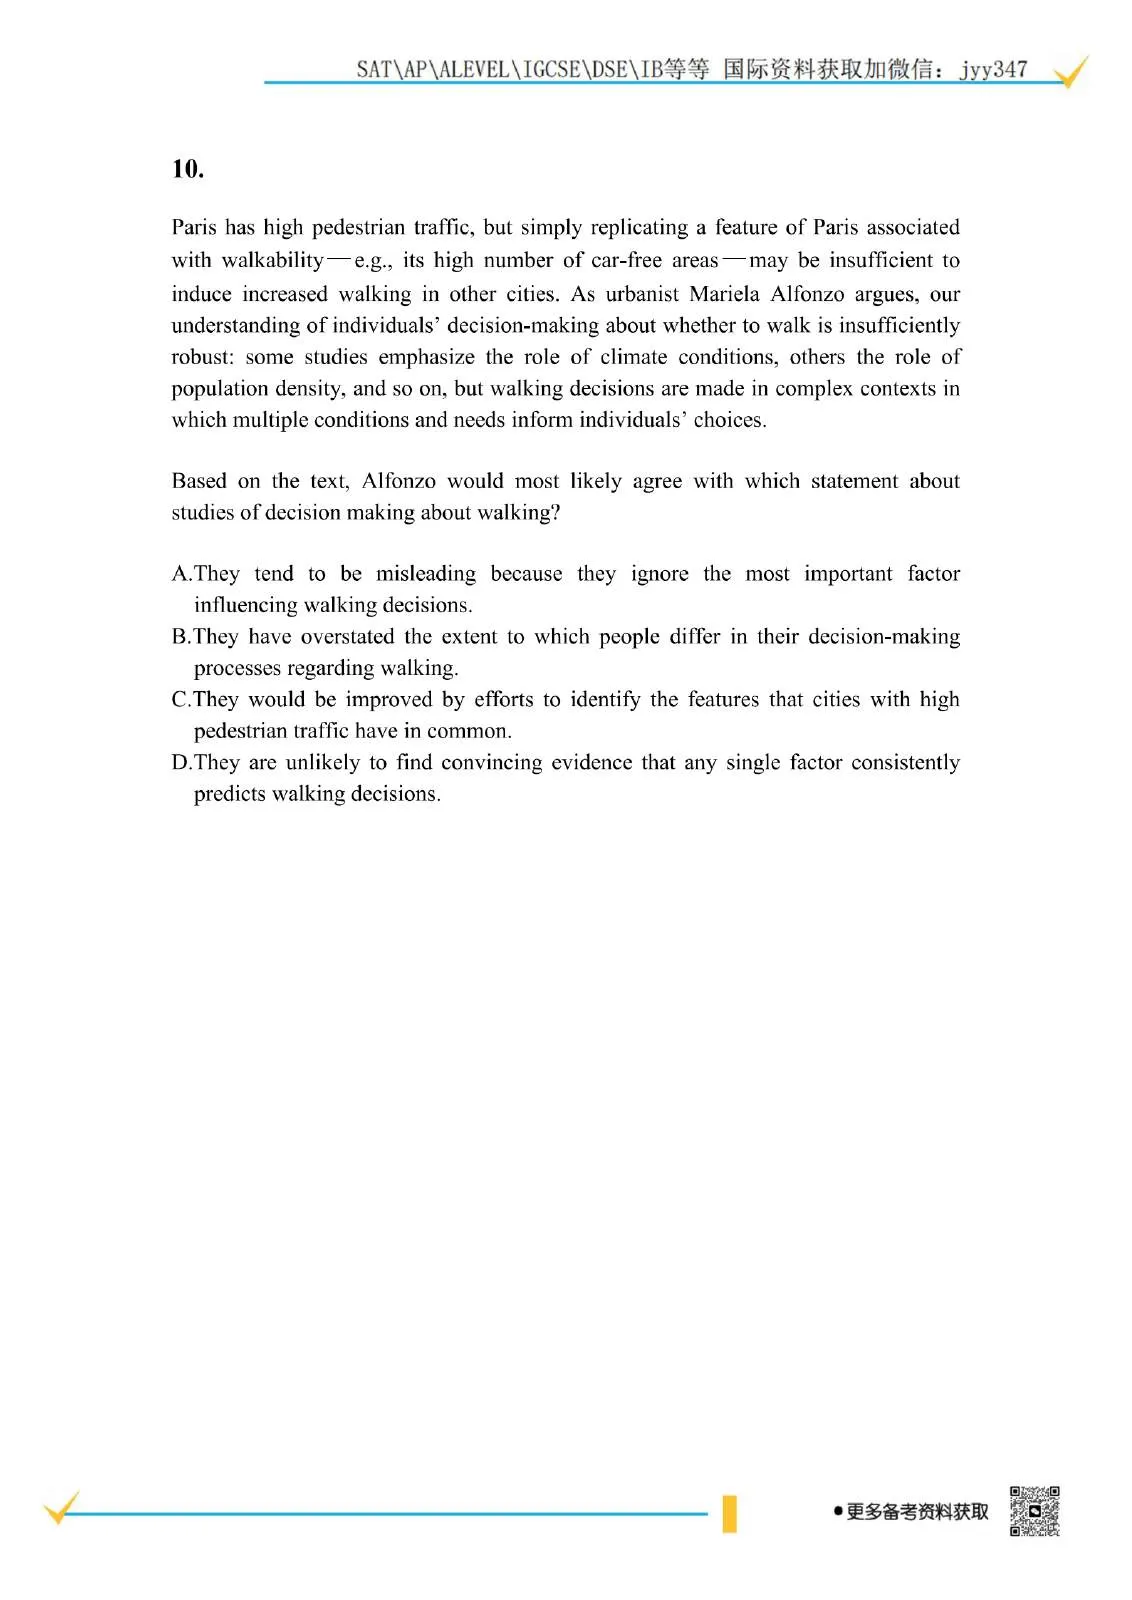 SAT\AP\ALEVEL\IGCSE\DSE\IB等等 国际资料获取加微信：jyy347
10.
Paris has high pedestrian traffic, but simply replicating a feature of Paris associated
with walkability—e.g., its high number of car-free areas—may be insufficient to
induce increased walking in other cities. As urbanist Mariela Alfonzo argues, our
understanding of individuals’ decision-making about whether to walk is insufficiently
robust: some studies emphasize the role of climate conditions, others the role of
population density, and so on, but walking decisions are made in complex contexts in
which multiple conditions and needs inform individuals’ choices.
Based on the text, Alfonzo would most likely agree with which statement about
studies of decision making about walking?
A.They tend to be misleading because they ignore the most important factor
influencing walking decisions.
B.They have overstated the extent to which people differ in their decision-making
processes regarding walking.
C.They would be improved by efforts to identify the features that cities with high
pedestrian traffic have in common.
D.They are unlikely to find convincing evidence that any single factor consistently
predicts walking decisions.
•更多备考资料获取